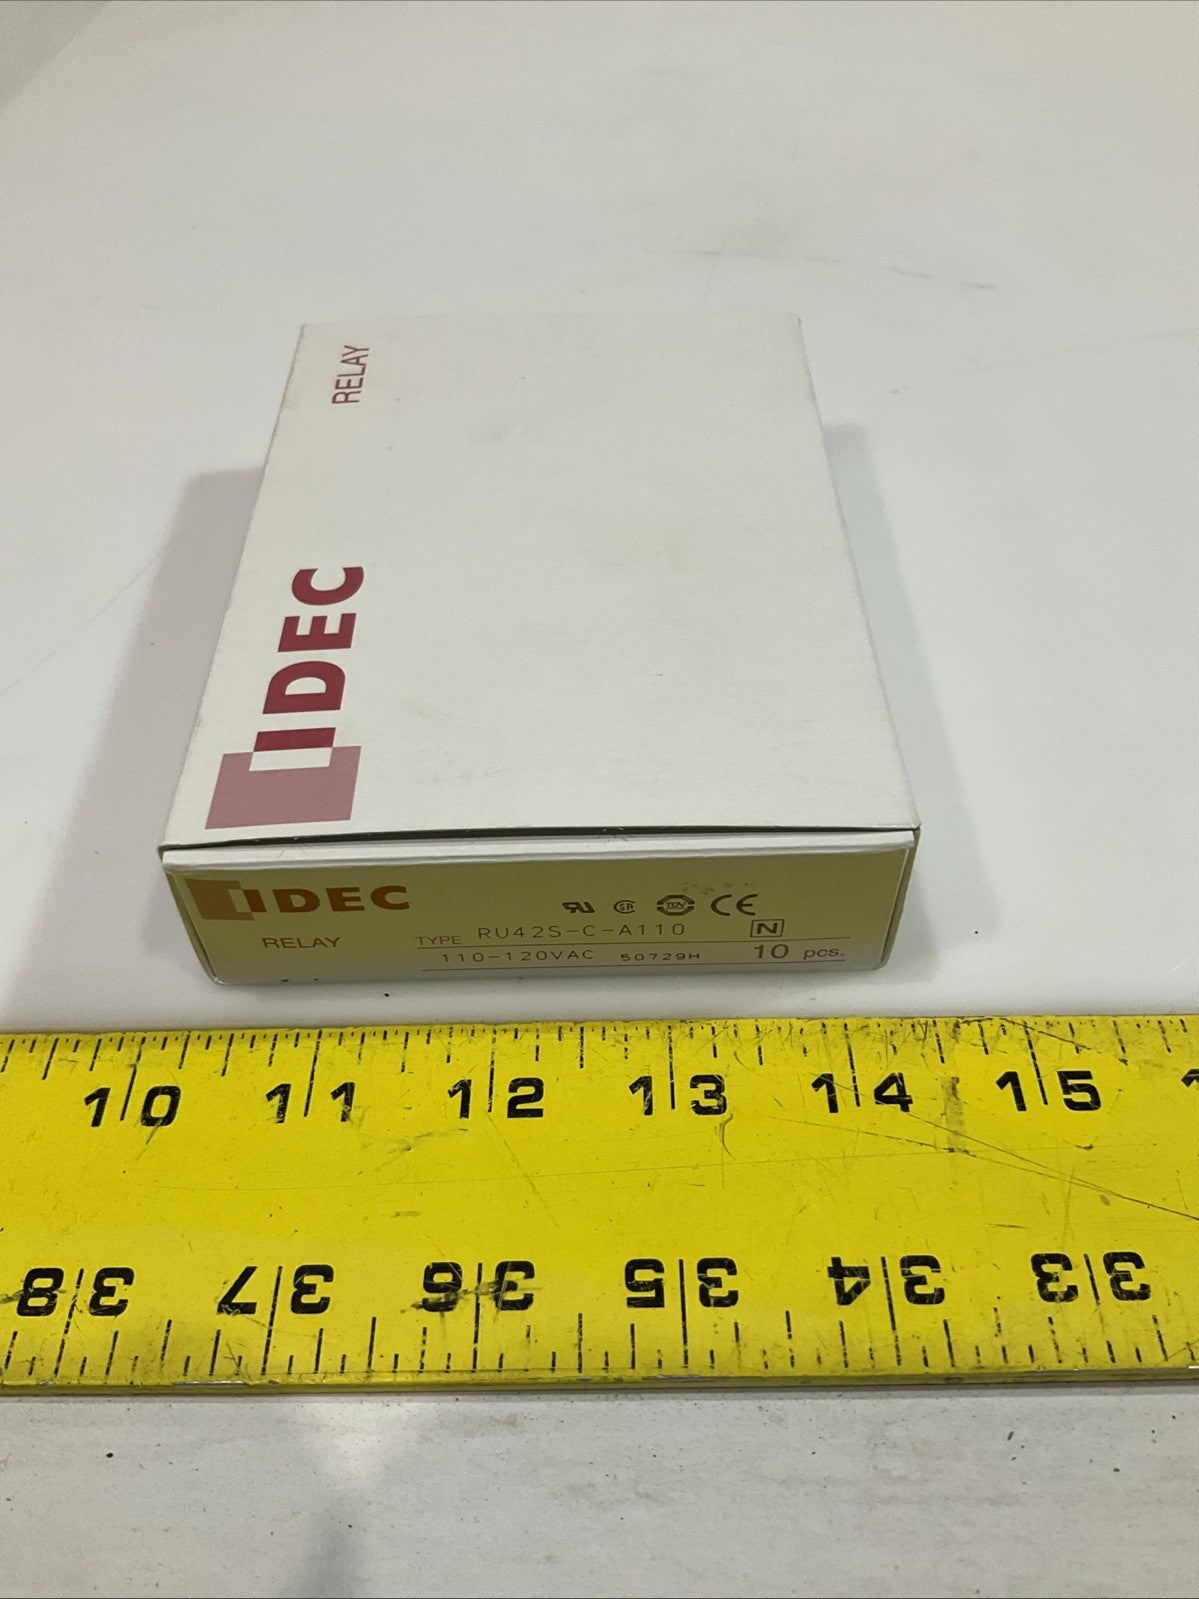 RELAY
IDEC
IDEC
RELAY
TYPE RU42S-C-A110 N
110-120VAC 50729H 10 pcs.
10 11 12 13 14 15
38 37 36 35 34 33